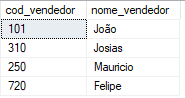 cod_vendedor nome_vendedor
101 João
310 Josias
250 Mauricio
720 Felipe